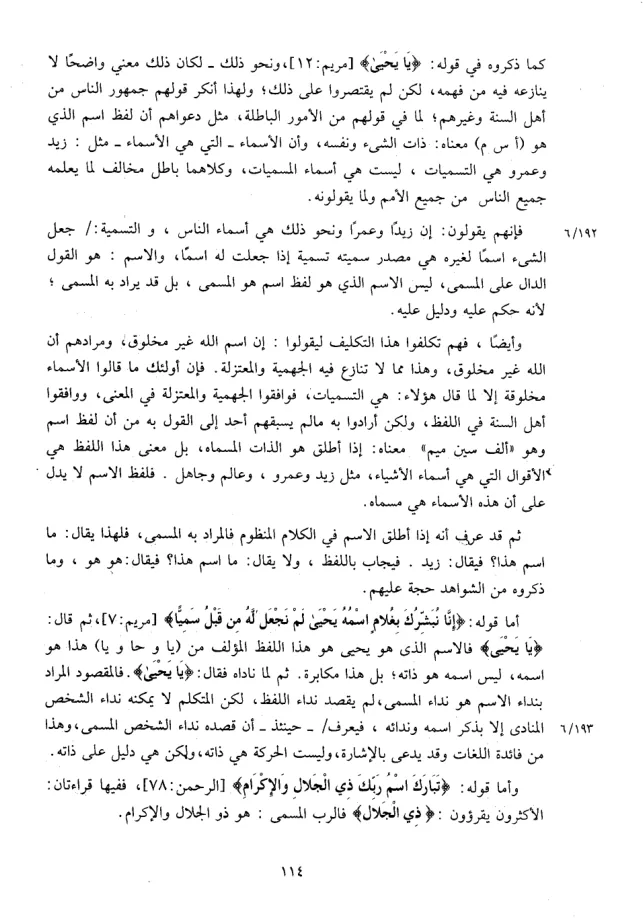 كما ذكروه في قوله: ﴿يَا يَحْيَىٰ﴾ [مريم:١٢]،ونحو ذلك ـ لكان ذلك معني واضحًا لا
ينازعه فيه من فهمه، لكن لم يقتصروا على ذلك؛ ولهذا أنكر قولهم جمهور الناس من
أهل السنة وغيرهم؛ لما في قولهم من الأمور الباطلة، مثل دعواهم أن لفظ اسم الذي
هو (أ س م) معناه: ذات الشىء ونفسه، وأن الأسماء ـ التي هي الأسماء ـ مثل : زيد
وعمرو هي التسميات ، ليست هي أسماء المسميات، وكلاهما باطل مخالف لما يعلمه
جميع الناس من جميع الأمم ولما يقولونه.
فإنهم يقولون: إن زيدًا وعمرًا ونحو ذلك هي أسماء الناس ، و التسمية:/ جعل ٦/١٩٢
الشىء اسمًا لغيره هي مصدر سميته تسمية إذا جعلت له اسمًا، والاسم : هو القول
الدال على المسمى، ليس الاسم الذي هو لفظ اسم هو المسمى ، بل قد يراد به المسمى ؛
لأنه حكم عليه ودليل عليه.
وأيضًا ، فهم تكلفوا هذا التكليف ليقولوا : إن اسم الله غير مخلوق، ومرادهم أن
الله غير مخلوق، وهذا مما لا تنازع فيه الجهمية والمعتزلة. فإن أولئك ما قالوا الأسماء
مخلوقة إلا لما قال هؤلاء: هي التسميات، فوافقوا الجهمية والمعتزلة في المعنى، ووافقوا
أهل السنة في اللفظ، ولكن أرادوا به مالم يسبقهم أحد إلى القول به من أن لفظ اسم
وهو «ألف سين ميم» معناه: إذا أطلق هو الذات المسماه، بل معنى هذا اللفظ هي
الأقوال التي هي أسماء الأشياء، مثل زيد وعمرو ، وعالم وجاهل . فلفظ الاسم لا يدل
على أن هذه الأسماء هي مسماه.
ثم قد عرف أنه إذا أطلق الاسم في الكلام المنظوم فالمراد به المسمى، فلهذا يقال: ما
اسم هذا؟ فيقال: زيد . فيجاب باللفظ ، ولا يقال: ما اسم هذا؟ فيقال:هو هو ، وما
ذكروه من الشواهد حجة عليهم.
أما قوله: ﴿إِنَّا نُبَشِّرُكَ بِغُلَامٍ اسْمُهُ يَحْيَىٰ لَمْ نَجْعَل لَّهُ مِن قَبْلُ سَمِيًّا﴾ [مريم:٧]،ثم قال:
﴿يَا يَحْيَىٰ﴾ فالاسم الذى هو يحيى هو هذا اللفظ المؤلف من (يا و حا و يا) هذا هو
اسمه، ليس اسمه هو ذاته؛ بل هذا مكابرة. ثم لما ناداه فقال:﴿يَا يَحْيَىٰ﴾.فالمقصود المراد
بنداء الاسم هو نداء المسمى،لم يقصد نداء اللفظ، لكن المتكلم لا يمكنه نداء الشخص
المنادى إلا بذكر اسمه وندائه ، فيعرف/ ـ حينئذ ـ أن قصده نداء الشخص المسمى،وهذا ٦/١٩٣
من فائدة اللغات وقد يدعى بالإشارة،وليست الحركة هي ذاته،ولكن هي دليل على ذاته.
وأما قوله: ﴿تَبَارَكَ اسْمُ رَبِّكَ ذِي الْجَلَالِ وَالإِكْرَامِ﴾ [الرحمن:٧٨]، ففيها قراءتان:
الأكثرون يقرؤون :﴿ ذِي الْجَلَالِ﴾ فالرب المسمى : هو ذو الجلال والإكرام.
١١٤